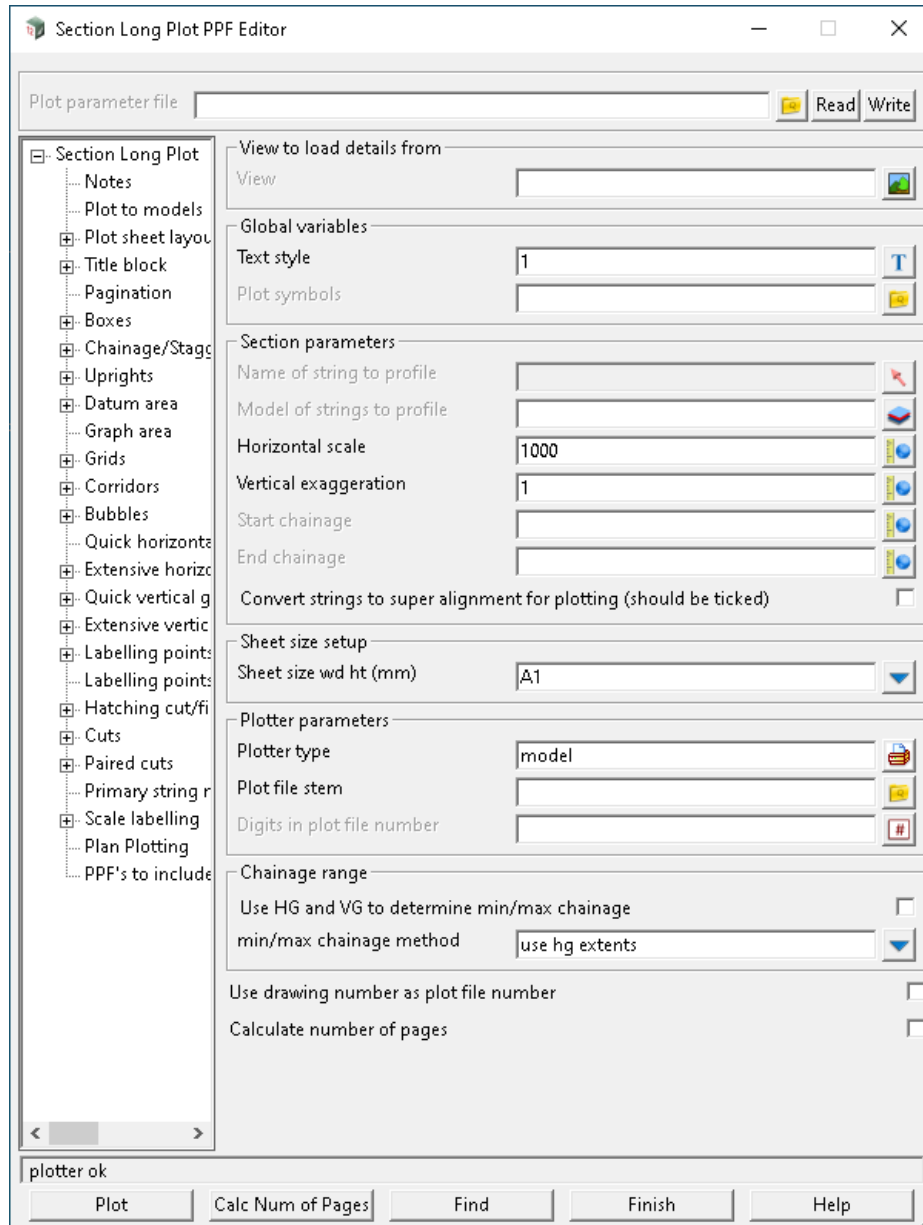 Section Long Plot PPF Editor
Plot parameter file
Read
Write
Section Long Plot
Notes
Plot to models
Plot sheet layou
Title block
Pagination
Boxes
Chainage/Stagg
Uprights
Datum area
Graph area
Grids
Corridors
Bubbles
Quick horizonta
Extensive horizo
Quick vertical g
Extensive vertic
Labelling points
Labelling points
Hatching cut/fi
Cuts
Paired cuts
Primary string r
Scale labelling
Plan Plotting
PPF's to include
View to load details from
View
Global variables
Text style
1
T
Plot symbols
Section parameters
Name of string to profile
Model of strings to profile
Horizontal scale
1000
Vertical exaggeration
1
Start chainage
End chainage
Convert strings to super alignment for plotting (should be ticked)
Sheet size setup
Sheet size wd ht (mm)
A1
Plotter parameters
Plotter type
model
Plot file stem
Digits in plot file number
#
Chainage range
Use HG and VG to determine min/max chainage
min/max chainage method
use hg extents
Use drawing number as plot file number
Calculate number of pages
plotter ok
Plot
Calc Num of Pages
Find
Finish
Help